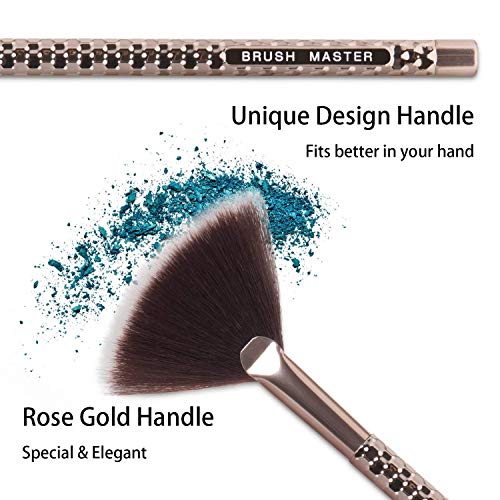 BRUSH MASTER
Unique Design Handle
Fits better in your hand
Rose Gold Handle
Special & Elegant